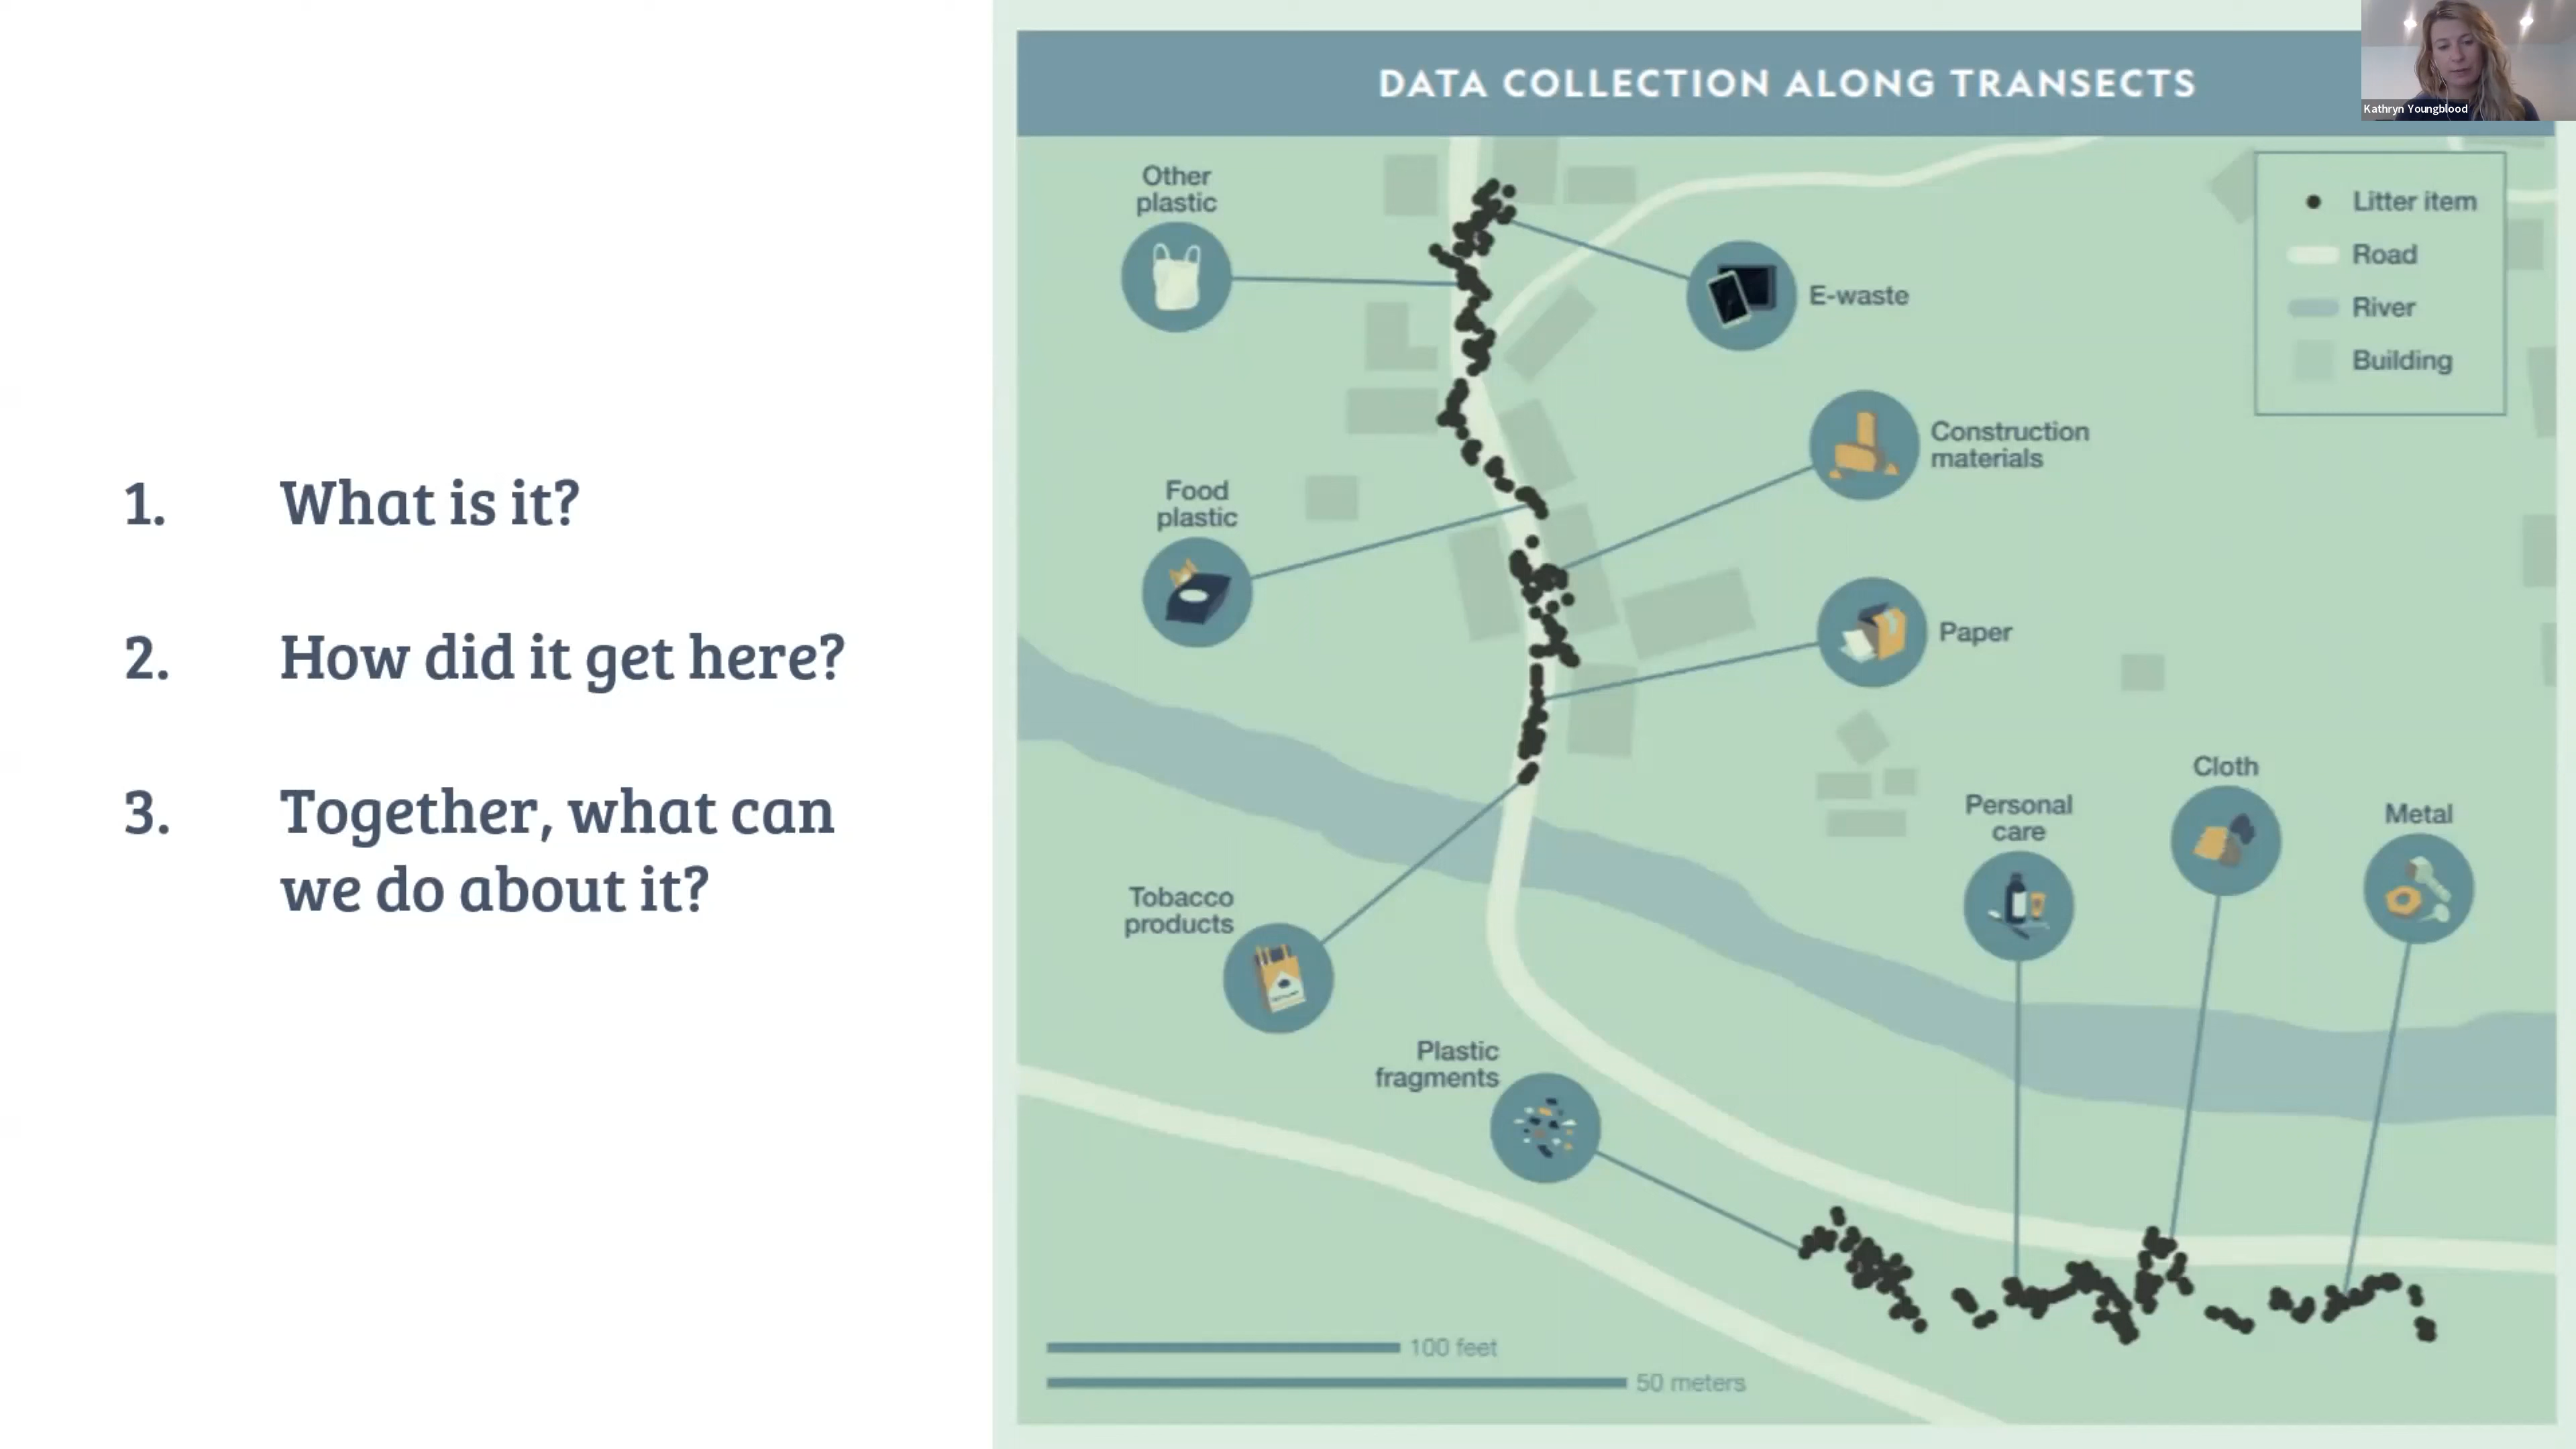 1. What is it?
2. How did it get here?
3. Together, what can
we do about it?
DATA COLLECTION ALONG TRANSECTS
Kathryn Youngblood
Litter item
Road
River
Building
Other
plastic
E-waste
Construction
materials
Food
plastic
Paper
Tobacco
products
Personal
care
Cloth
Metal
Plastic
fragments
100 feet
50 meters